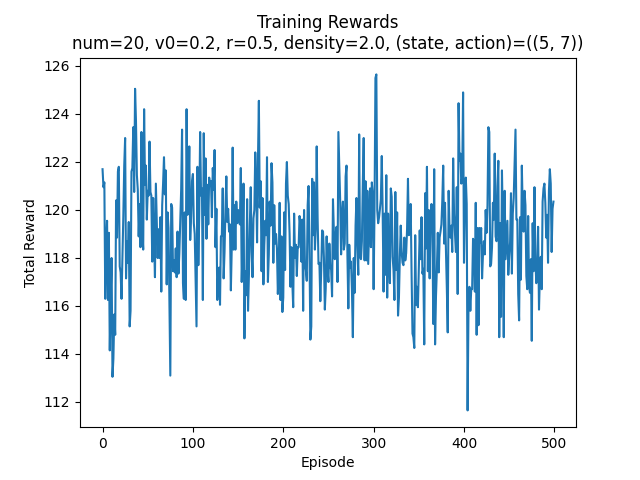 Training Rewards
num=20, v0=0.2, r=0.5, density=2.0, (state, action)=((5, 7))
126
124
122
120
118
116
114
112
Total Reward
0 100 200 300 400 500
Episode